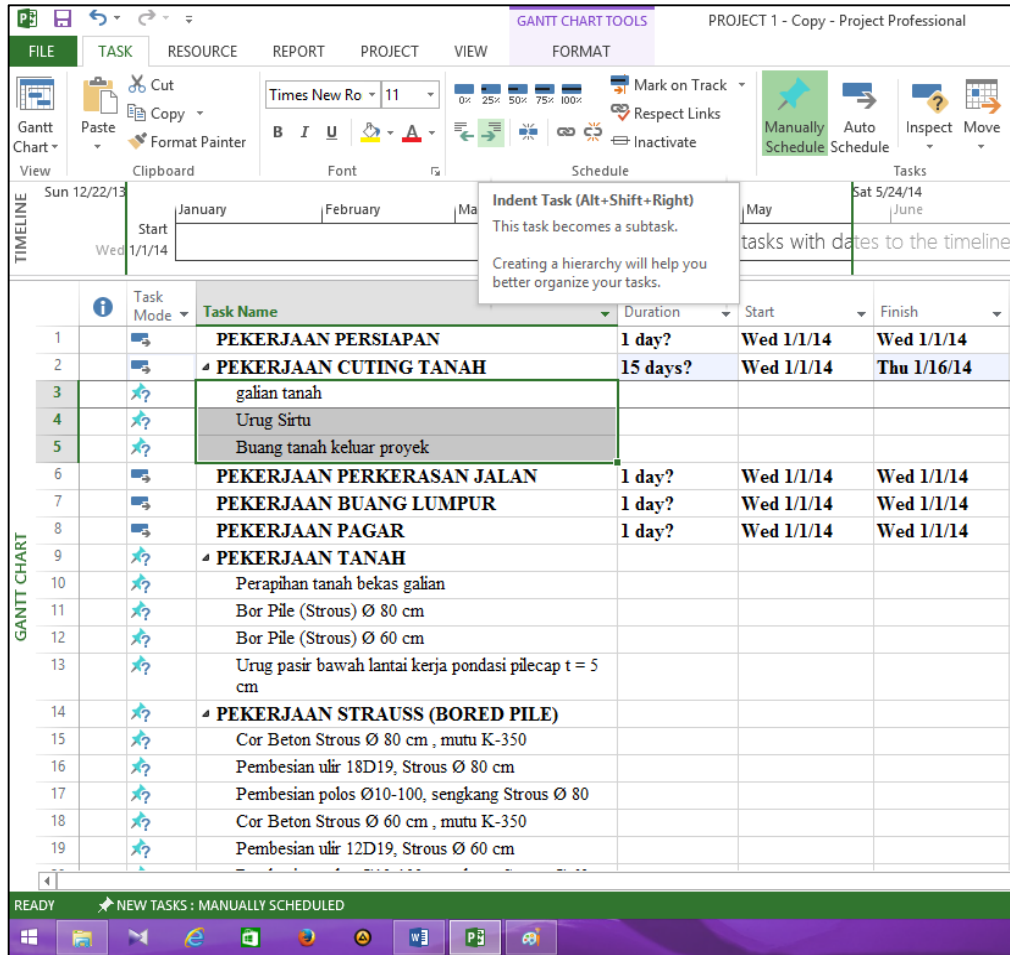 GANTT CHART TOOLS PROJECT 1 - Copy - Project Professional
FILE TASK RESOURCE REPORT PROJECT VIEW FORMAT
Gantt Chart
Paste
Cut
Copy
Format Painter
Times New Ro 11
B I U A
0% 25% 50% 75% 100%
Mark on Track
Respect Links
Inactivate
Manually Schedule
Auto Schedule
Inspect
Move
View Clipboard Font Schedule Tasks
TIMELINE
Sun 12/22/13
Sat 5/24/14
January February Ma May June
Start
Wed 1/1/14
tasks with dates to the timeline
Indent Task (Alt+Shift+Right)
This task becomes a subtask.
Creating a hierarchy will help you
better organize your tasks.
GANTT CHART
Task Mode Task Name Duration Start Finish
1 PEKERJAAN PERSIAPAN 1 day? Wed 1/1/14 Wed 1/1/14
2 PEKERJAAN CUTING TANAH 15 days? Wed 1/1/14 Thu 1/16/14
3 galian tanah
4 Urug Sirtu
5 Buang tanah keluar proyek
6 PEKERJAAN PERKERASAN JALAN 1 day? Wed 1/1/14 Wed 1/1/14
7 PEKERJAAN BUANG LUMPUR 1 day? Wed 1/1/14 Wed 1/1/14
8 PEKERJAAN PAGAR 1 day? Wed 1/1/14 Wed 1/1/14
9 PEKERJAAN TANAH
10 Perapihan tanah bekas galian
11 Bor Pile (Strous) Ø 80 cm
12 Bor Pile (Strous) Ø 60 cm
13 Urug pasir bawah lantai kerja pondasi pilecap t = 5
cm
14 PEKERJAAN STRAUSS (BORED PILE)
15 Cor Beton Strous Ø 80 cm , mutu K-350
16 Pembesian ulir 18D19, Strous Ø 80 cm
17 Pembesian polos Ø10-100, sengkang Strous Ø 80
18 Cor Beton Strous Ø 60 cm , mutu K-350
19 Pembesian ulir 12D19, Strous Ø 60 cm
READY NEW TASKS : MANUALLY SCHEDULED